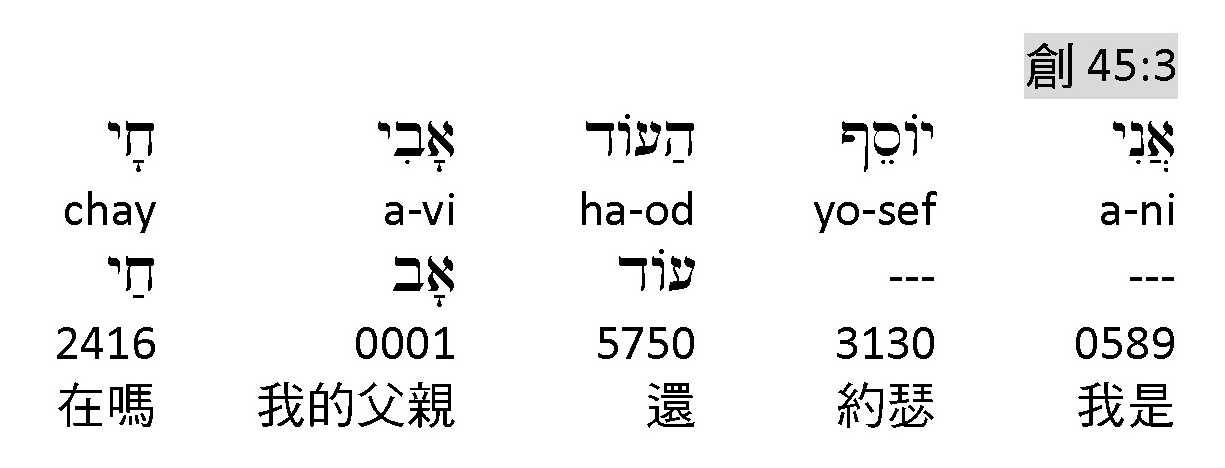 創 45:3
אֲנִי יוֹסֵף הַעוֹד אָבִי חָי
a-ni yo-sef ha-od a-vi chay
--- --- עוֹד אָב חַי
0589 3130 5750 0001 2416
我是 約瑟 還 我的父親 在嗎